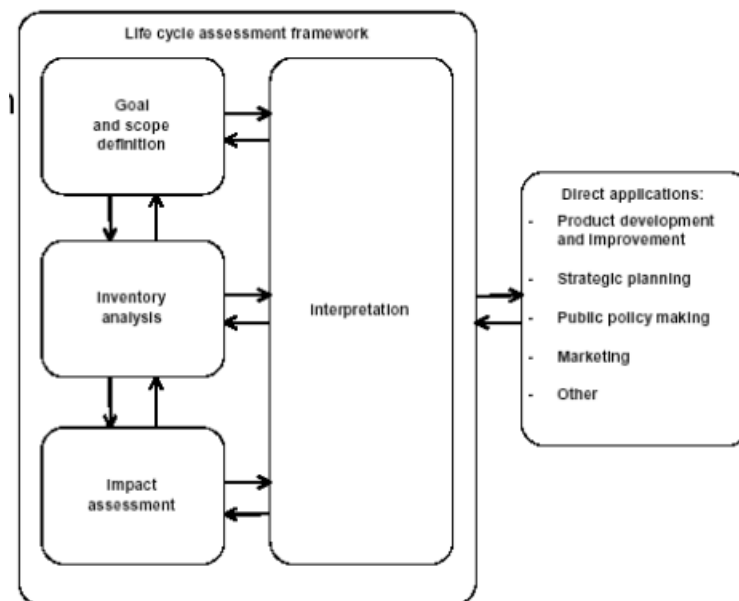 Life cycle assessment framework
Goal
and scope
definition
Inventory
analysis
Impact
assessment
Interpretation
Direct applications:
- Product development
and improvement
- Strategic planning
- Public policy making
- Marketing
- Other